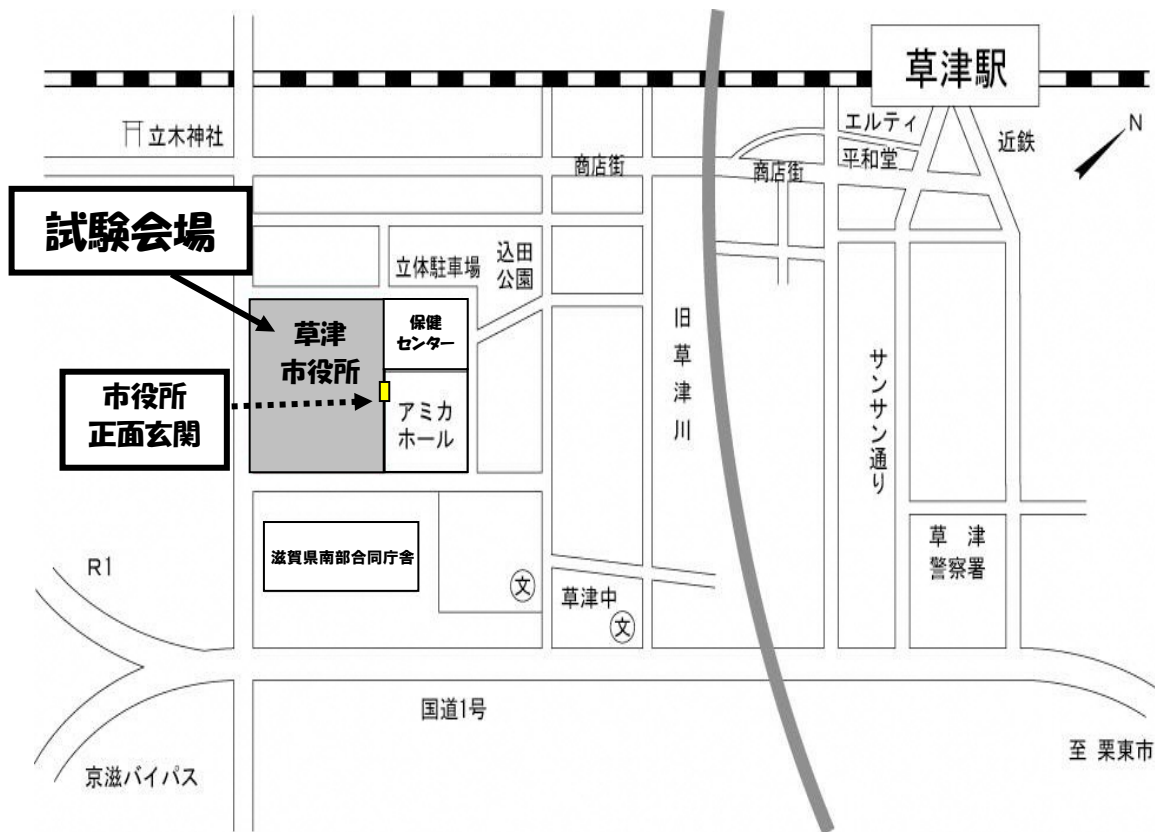 草津駅
エルティ
平和堂
近鉄
N
立木神社
商店街
商店街
試験会場
立体駐車場
込田
公園
草津
市役所
保健
センター
市役所
正面玄関
アミカ
ホール
旧草津川
サンサン通り
滋賀県南部合同庁舎
R1
文
草津中
文
草津
警察署
国道1号
京滋バイパス
至 栗東市